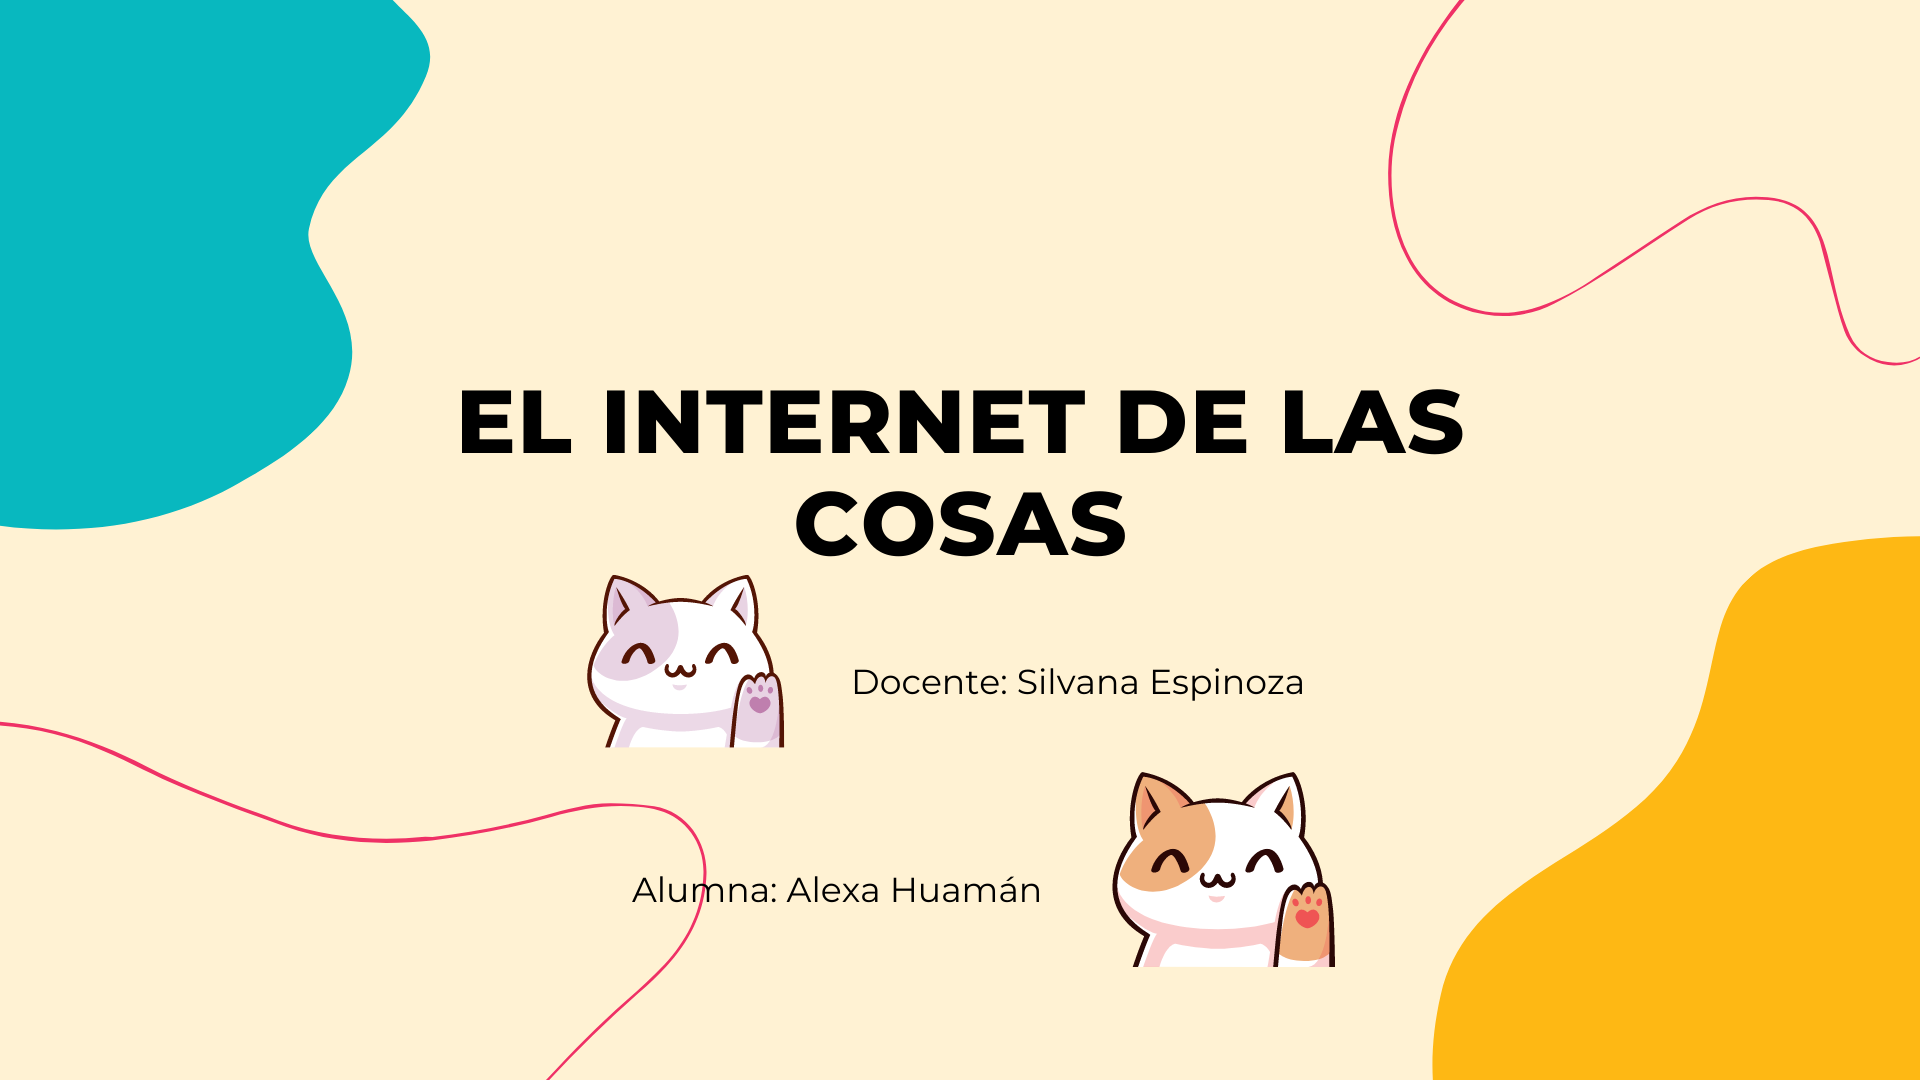 EL INTERNET DE LAS
COSAS
Docente: Silvana Espinoza
Alumna: Alexa Huamán